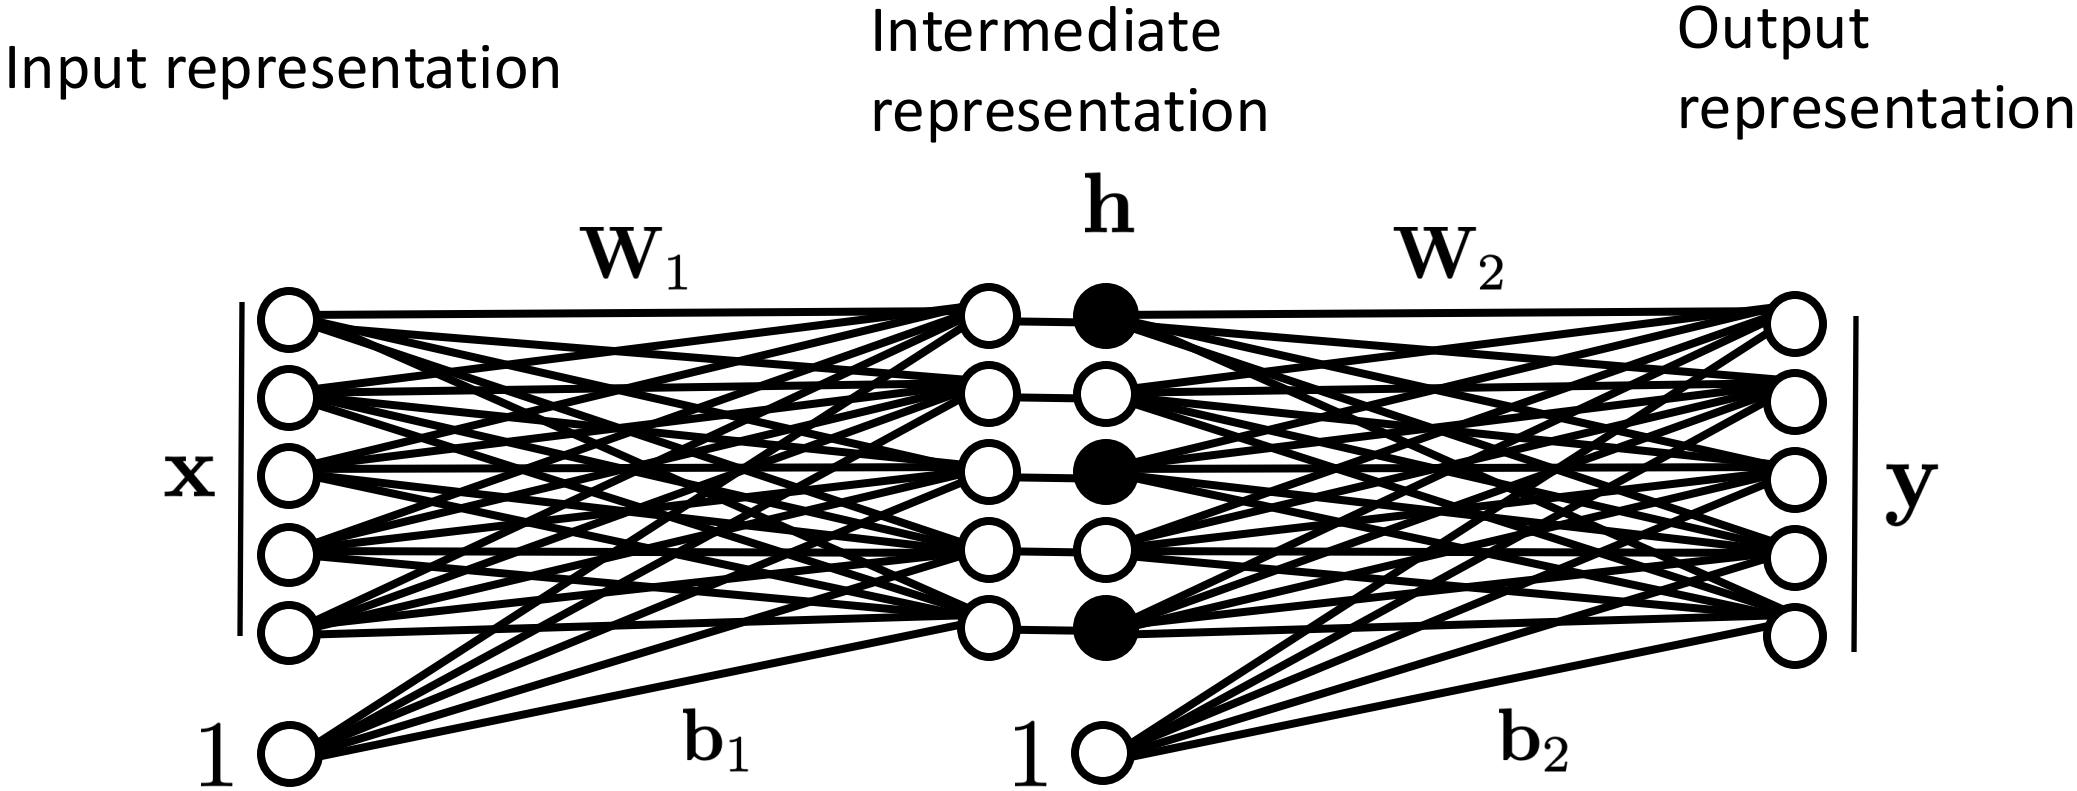 Input representation
Intermediate
representation
Output
representation
h
W₁
W₂
x
y
1
b₁
1
b₂